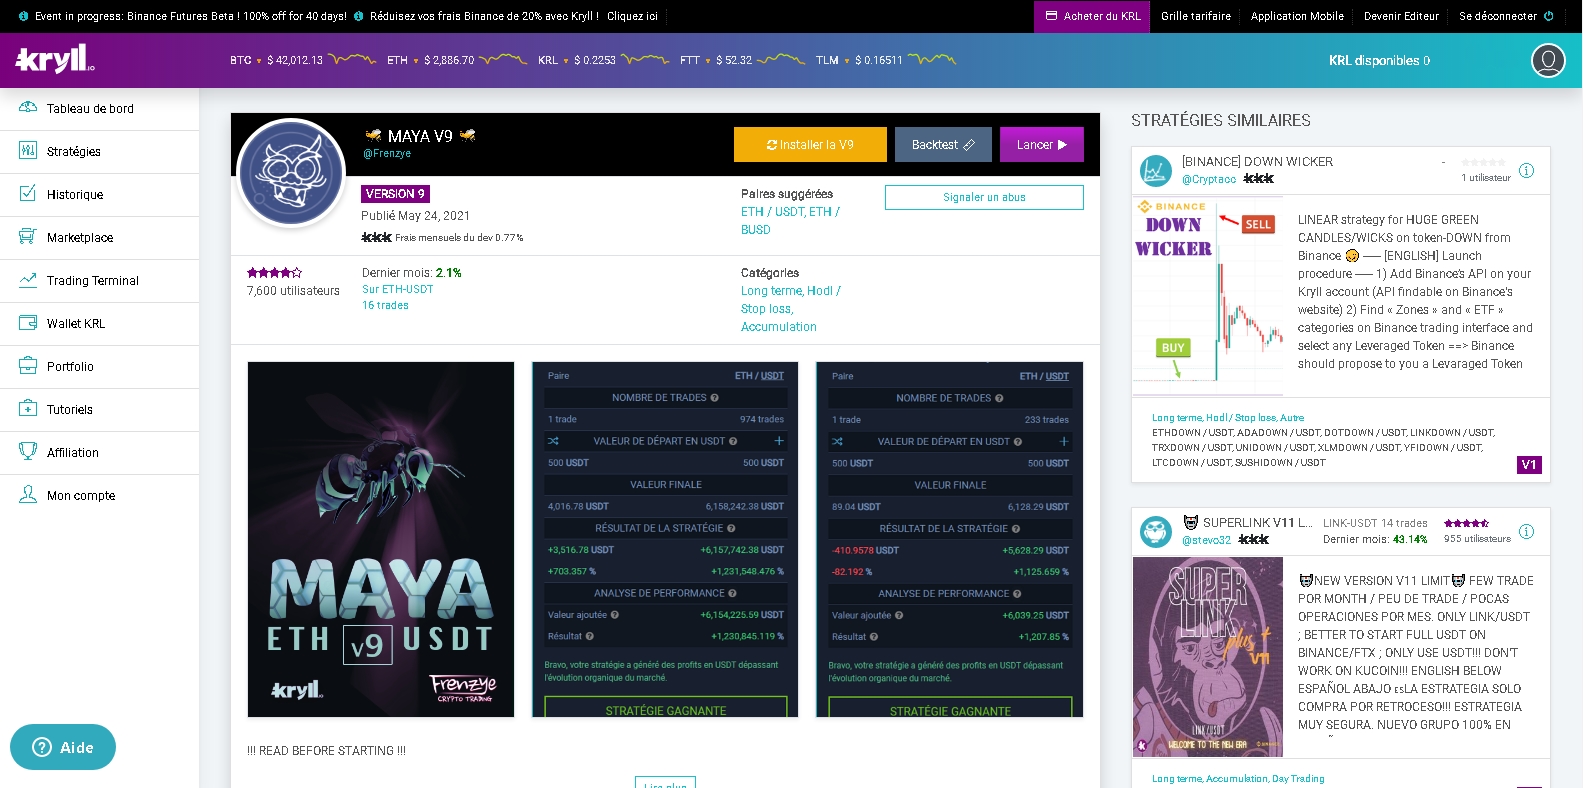 Event in progress: Binance Futures Beta ! 100% off for 40 days! Réduisez vos frais Binance de 20% avec Kryll ! Cliquez ici
Acheter du KRL Grille tarifaire Application Mobile Devenir Editeur Se déconnecter
kryll.io
BTC $ 42,012.13 ETH $ 2,886.70 KRL $ 0.2253 FTT $ 52.32 TLM $ 0.16511
KRL disponibles 0
Tableau de bord
Stratégies
Historique
Marketplace
Trading Terminal
Wallet KRL
Portfolio
Tutoriels
Affiliation
Mon compte
Aide
MAYA V9
@Frenzye
Installer la V9 Backtest Lancer
VERSION 9
Publié May 24, 2021
Frais mensuels du dev 0.77%
Paires suggérées
ETH / USDT, ETH /
BUSD
Signaler un abus
7,600 utilisateurs
Dernier mois: 2.1%
Sur ETH-USDT
16 trades
Catégories
Long terme, Hodl /
Stop loss,
Accumulation
MAYA
ETH v9 USDT
kryll.io
Frenzye
CRYPTO TRADING
Paire ETH / USDT
NOMBRE DE TRADES
1 trade 974 trades
VALEUR DE DÉPART EN USDT
500 USDT 500 USDT
VALEUR FINALE
4,016.78 USDT 6,158,242.38 USDT
RÉSULTAT DE LA STRATÉGIE
+3,516.78 USDT +6,157,742.38 USDT
+703.357 % +1,231,548.476 %
ANALYSE DE PERFORMANCE
Valeur ajoutée +6,154,225.59 USDT
Résultat +1,230,845.119 %
Bravo, votre stratégie a généré des profits en USDT dépassant
l'évolution organique du marché.
STRATÉGIE GAGNANTE
Paire ETH / USDT
NOMBRE DE TRADES
1 trade 233 trades
VALEUR DE DÉPART EN USDT
500 USDT 500 USDT
VALEUR FINALE
89.04 USDT 6,128.29 USDT
RÉSULTAT DE LA STRATÉGIE
-410.9578 USDT +5,628.29 USDT
-82.192 % +1,125.659 %
ANALYSE DE PERFORMANCE
Valeur ajoutée +6,039.25 USDT
Résultat +1,207.85 %
Bravo, votre stratégie a généré des profits en USDT dépassant
l'évolution organique du marché.
STRATÉGIE GAGNANTE
!!! READ BEFORE STARTING !!!
Lire plus
STRATÉGIES SIMILAIRES
[BINANCE] DOWN WICKER -
@Cryptacc
1 utilisateur
BINANCE
DOWN
WICKER
SELL
BUY
LINEAR strategy for HUGE GREEN
CANDLES/WICKS on token-DOWN from
Binance —– [ENGLISH] Launch
procedure —– 1) Add Binance's API on your
Kryll account (API findable on Binance's
website) 2) Find « Zones » and « ETF »
categories on Binance trading interface and
select any Leveraged Token ==> Binance
should propose to you a Levaraged Token
Long terme, Hodl / Stop loss, Autre
ETHDOWN / USDT, ADADOWN / USDT, DOTDOWN / USDT, LINKDOWN / USDT,
TRXDOWN / USDT, UNIDOWN / USDT, XLMDOWN / USDT, YFIDOWN / USDT,
LTCDOWN / USDT, SUSHIDOWN / USDT
V1
SUPERLINK V11 L... LINK-USDT 14 trades
@stevo32 Dernier mois: 43.14% 955 utilisateurs
SUPER
LINK
plus +
V11
LINK/USDT
WELCOME TO THE NEW ERA
BINANCE
NEW VERSION V11 LIMIT FEW TRADE
POR MONTH / PEU DE TRADE / POCAS
OPERACIONES POR MES. ONLY LINK/USDT
; BETTER TO START FULL USDT ON
BINANCE/FTX ; ONLY USE USDT!!! DON'T
WORK ON KUCOIN!!! ENGLISH BELOW
ESPAÑOL ABAJO ᴇsLA ESTRATEGIA SOLO
COMPRA POR RETROCESO!!! ESTRATEGIA
MUY SEGURA. NUEVO GRUPO 100% EN
Long terme, Accumulation, Day Trading